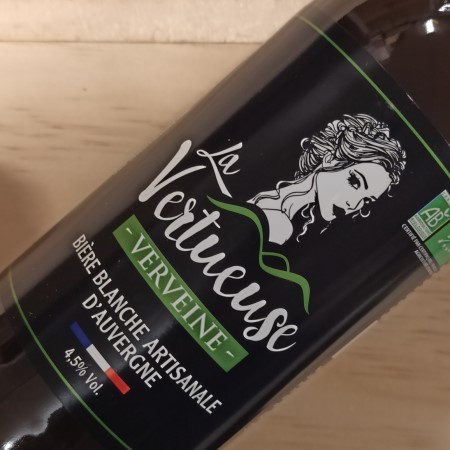 La
Vertueuse
- VERVEINE -
BIÈRE BLANCHE ARTISANALE
D'AUVERGNE
4,5% Vol.
AB